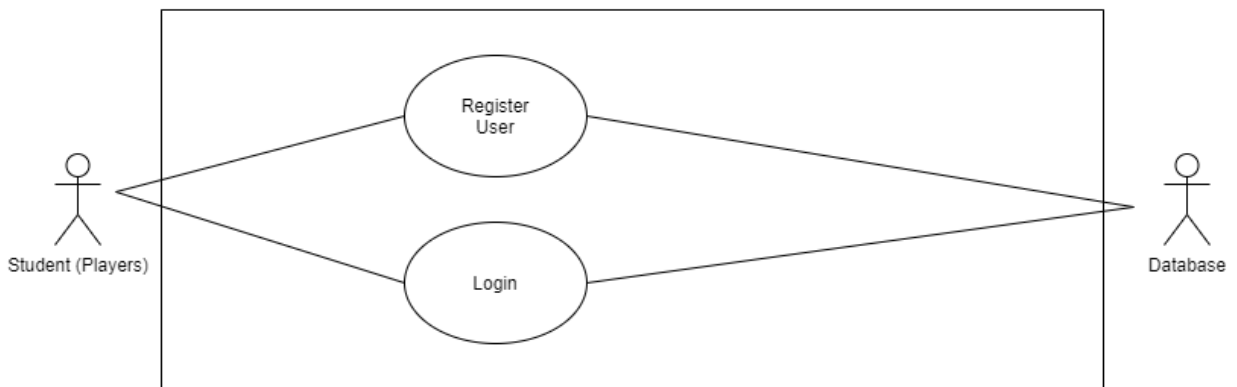 Register
User
Student (Players)
Database
Login